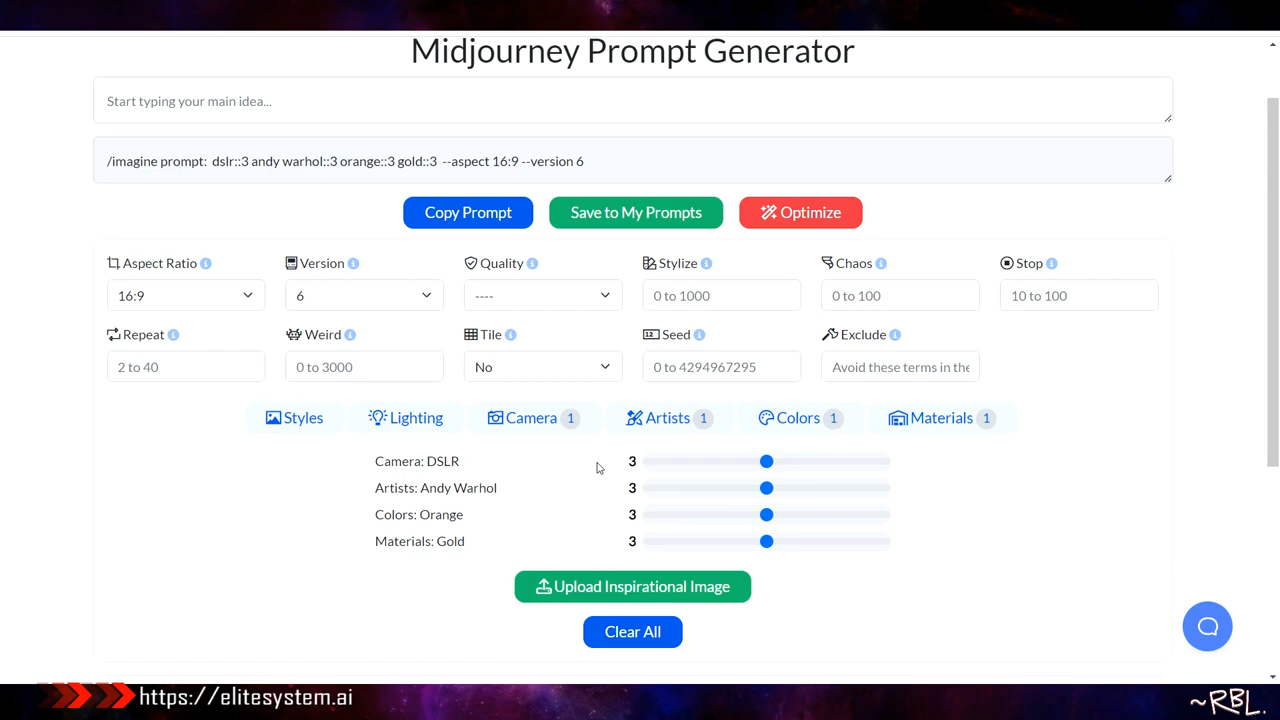 Midjourney Prompt Generator
Start typing your main idea...
/imagine prompt:  dslr::3 andy warhol::3 orange::3 gold::3  --aspect 16:9 --version 6
Copy Prompt Save to My Prompts Optimize
Aspect Ratio Version Quality Stylize Chaos Stop
16:9 6 ---- 0 to 1000 0 to 100 10 to 100
Repeat Weird Tile Seed Exclude
2 to 40 0 to 3000 No 0 to 4294967295 Avoid these terms in the
Styles Lighting Camera 1 Artists 1 Colors 1 Materials 1
Camera: DSLR 3
Artists: Andy Warhol 3
Colors: Orange 3
Materials: Gold 3
Upload Inspirational Image
Clear All
https://elitesystem.ai
~RBL.